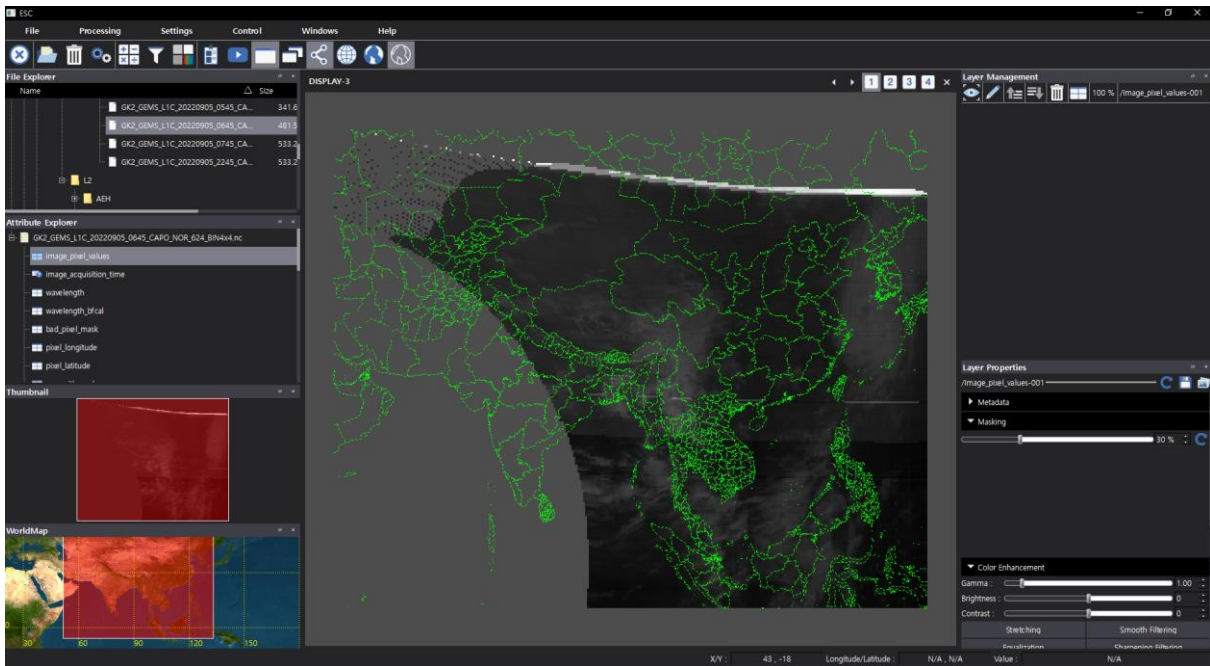 ESC
File Processing Settings Control Windows Help
File Explorer
Name Size
GK2_GEMS_L1C_20220905_0545_CA... 341.6
GK2_GEMS_L1C_20220905_0645_CA... 481.5
GK2_GEMS_L1C_20220905_0745_CA... 533.2
GK2_GEMS_L1C_20220905_2245_CA... 533.2
L2
AEH
Attribute Explorer
GK2_GEMS_L1C_20220905_0645_CAPO_NOR_624_BIN4x4.nc
image_pixel_values
image_acquisition_time
wavelength
wavelength_bfcal
bad_pixel_mask
pixel_longitude
pixel_latitude
Thumbnail
WorldMap
0
30 60 90 120 150
DISPLAY-3 1 2 3 4
Layer Management
100 % /image_pixel_values-001
Layer Properties
/image_pixel_values-001
Metadata
Masking
30 %
Color Enhancement
Gamma : 1.00
Brightness : 0
Contrast : 0
Stretching Smooth Filtering
Equalization Sharpening Filtering
X/Y : 43 , -18 Longitude/Latitude : N/A , N/A Value : N/A